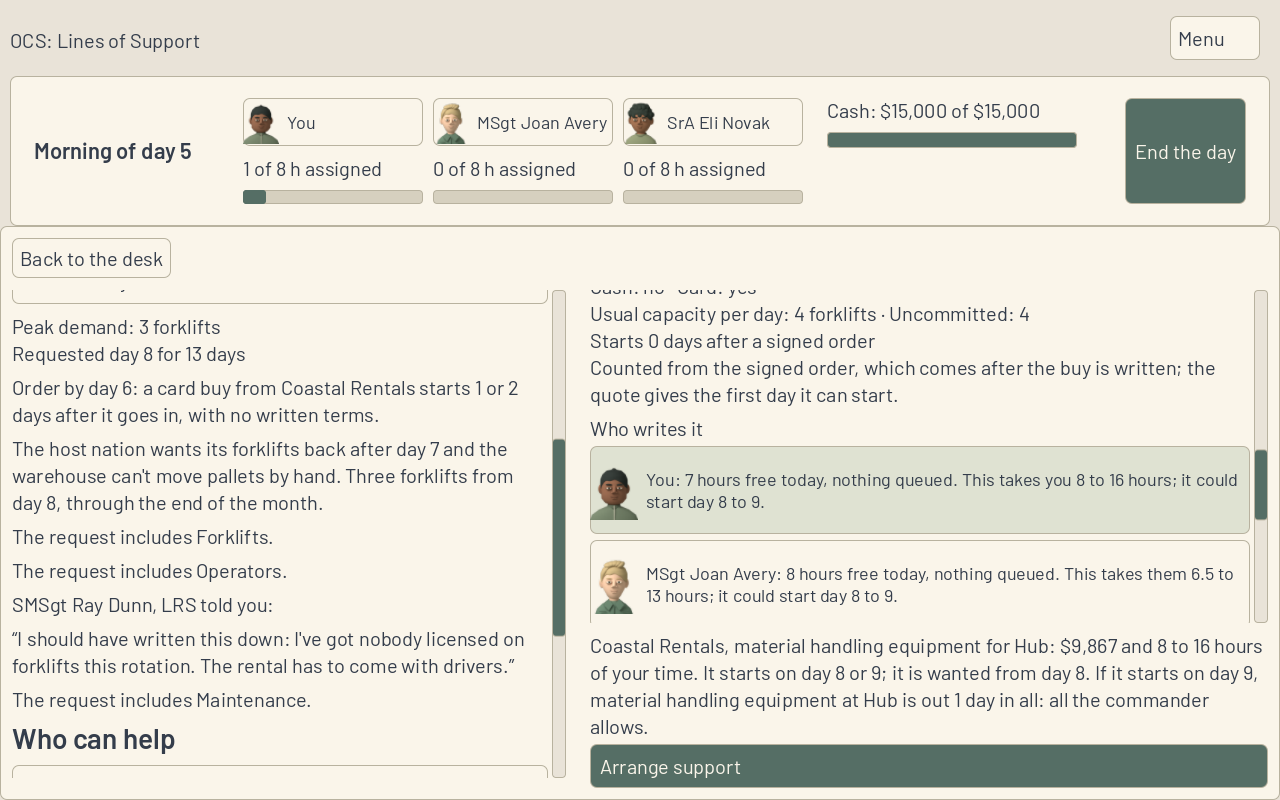 OCS: Lines of Support
Menu
Morning of day 5
You
1 of 8 h assigned
MSgt Joan Avery
0 of 8 h assigned
SrA Eli Novak
0 of 8 h assigned
Cash: $15,000 of $15,000
End the day
Back to the desk
Peak demand: 3 forklifts
Requested day 8 for 13 days
Order by day 6: a card buy from Coastal Rentals starts 1 or 2
days after it goes in, with no written terms.
The host nation wants its forklifts back after day 7 and the
warehouse can't move pallets by hand. Three forklifts from
day 8, through the end of the month.
The request includes Forklifts.
The request includes Operators.
SMSgt Ray Dunn, LRS told you:
“I should have written this down: I've got nobody licensed on
forklifts this rotation. The rental has to come with drivers.”
The request includes Maintenance.
Who can help
Cash: no · Card: yes
Usual capacity per day: 4 forklifts · Uncommitted: 4
Starts 0 days after a signed order
Counted from the signed order, which comes after the buy is written; the
quote gives the first day it can start.
Who writes it
You: 7 hours free today, nothing queued. This takes you 8 to 16 hours; it could
start day 8 to 9.
MSgt Joan Avery: 8 hours free today, nothing queued. This takes them 6.5 to
13 hours; it could start day 8 to 9.
Coastal Rentals, material handling equipment for Hub: $9,867 and 8 to 16 hours
of your time. It starts on day 8 or 9; it is wanted from day 8. If it starts on day 9,
material handling equipment at Hub is out 1 day in all: all the commander
allows.
Arrange support